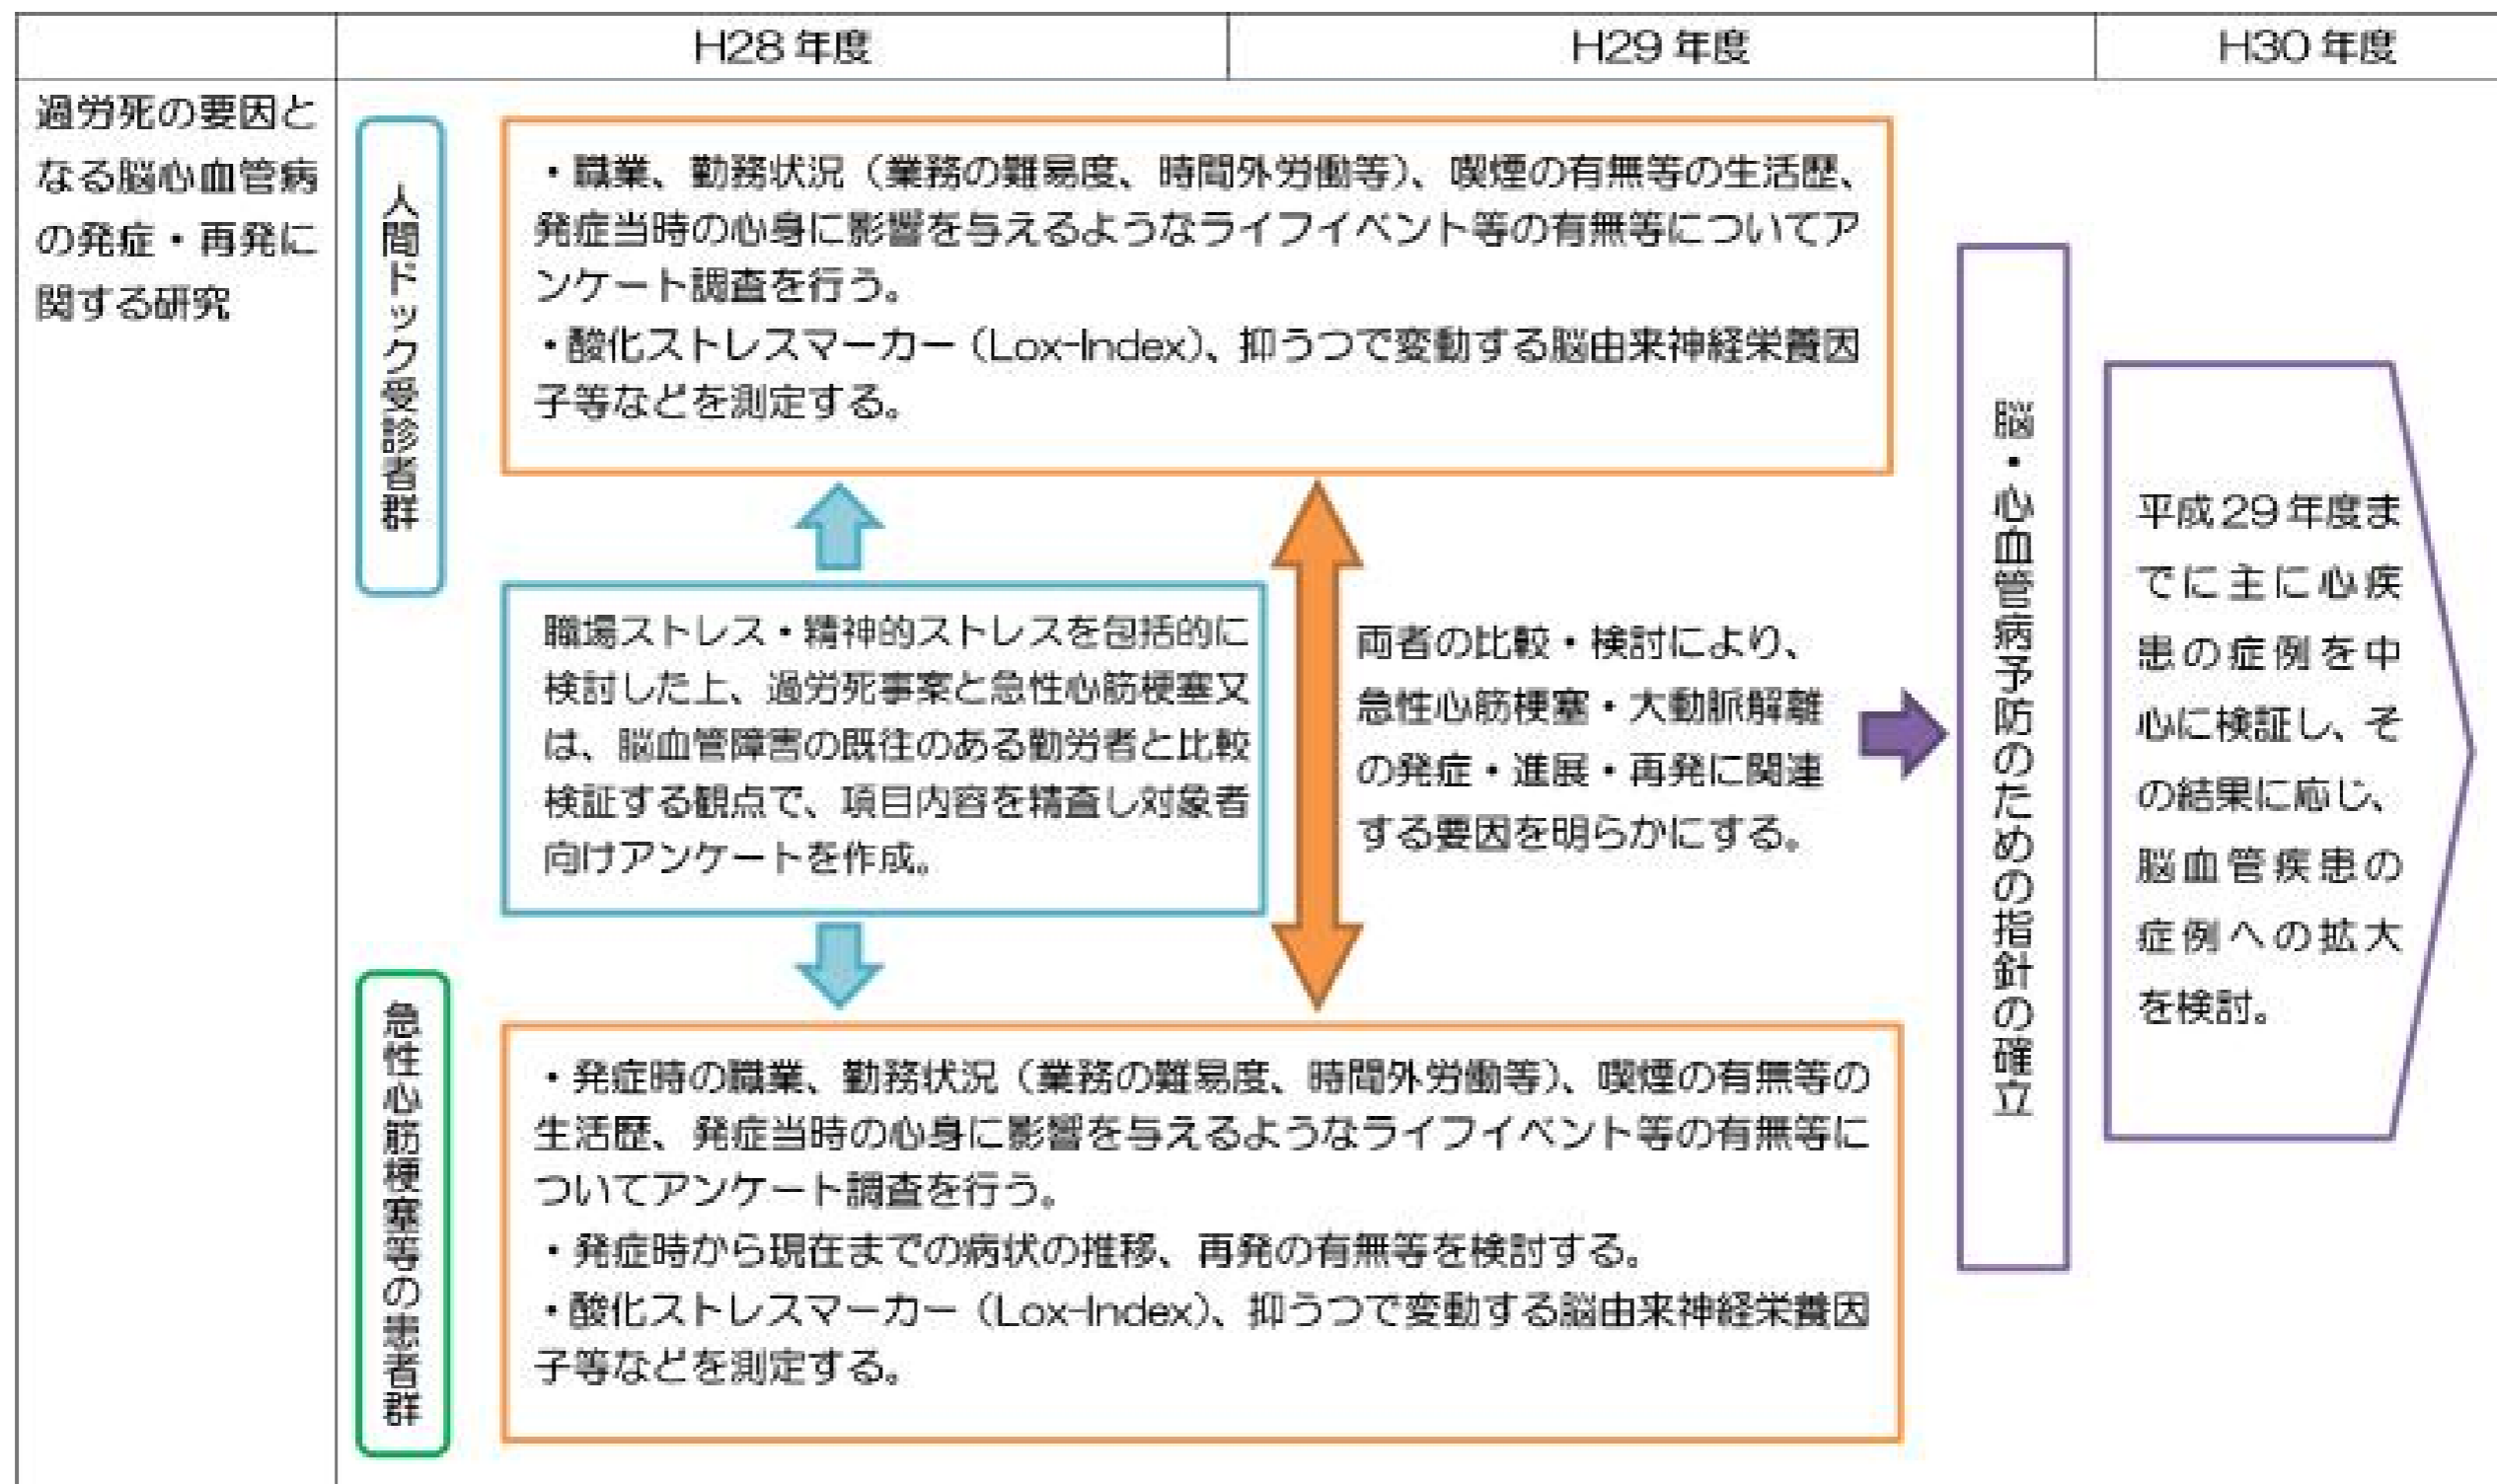 H28 年度
H29 年度
H30 年度
過労死の要因と
なる脳心血管病
の発症・再発に
関する研究
人間ドック受診者群
・職業、勤務状況（業務の難易度、時間外労働等）、喫煙の有無等の生活歴、
発症当時の心身に影響を与えるようなライフイベント等の有無等についてア
ンケート調査を行う。
・酸化ストレスマーカー（Lox-Index）、抑うつで変動する脳由来神経栄養因
子等などを測定する。
職場ストレス・精神的ストレスを包括的に
検討した上、過労死事案と急性心筋梗塞又
は、脳血管障害の既往のある勤労者と比較
検証する観点で、項目内容を精査し対象者
向けアンケートを作成。
両者の比較・検討により、
急性心筋梗塞・大動脈解離
の発症・進展・再発に関連
する要因を明らかにする。
急性心筋梗塞等の患者群
・発症時の職業、勤務状況（業務の難易度、時間外労働等）、喫煙の有無等の
生活歴、発症当時の心身に影響を与えるようなライフイベント等の有無等に
ついてアンケート調査を行う。
・発症時から現在までの病状の推移、再発の有無等を検討する。
・酸化ストレスマーカー（Lox-Index）、抑うつで変動する脳由来神経栄養因
子等などを測定する。
脳・心血管病予防のための指針の確立
平成29年度ま
でに主に心疾
患の症例を中
心に検証し、そ
の結果に応じ、
脳血管疾患の
症例への拡大
を検討。